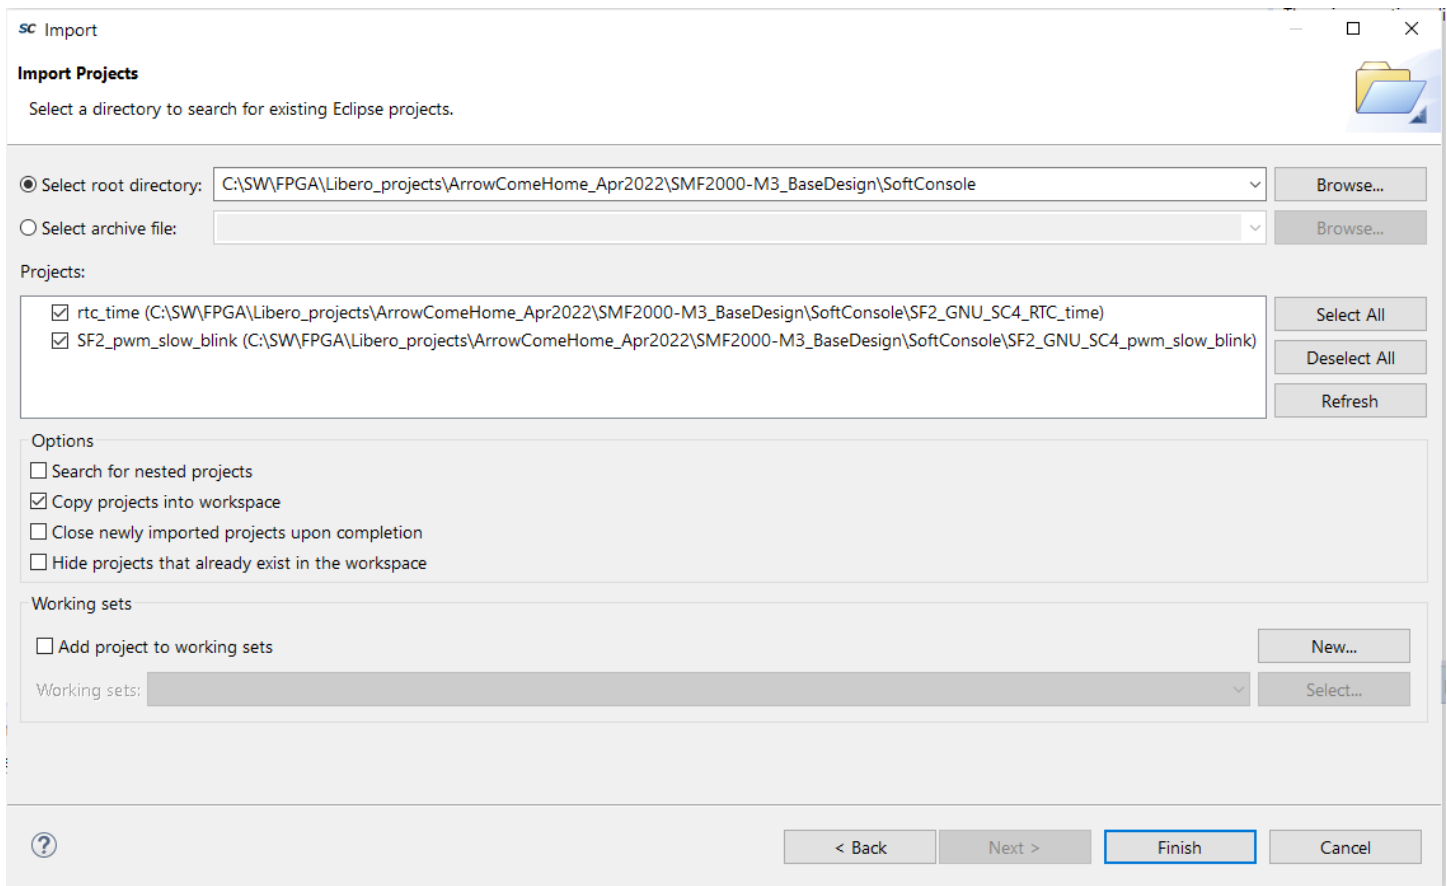 SC Import
Import Projects
Select a directory to search for existing Eclipse projects.
Select root directory: C:\SW\FPGA\Libero_projects\ArrowComeHome_Apr2022\SMF2000-M3_BaseDesign\SoftConsole Browse...
Select archive file: Browse...
Projects:
rtc_time (C:\SW\FPGA\Libero_projects\ArrowComeHome_Apr2022\SMF2000-M3_BaseDesign\SoftConsole\SF2_GNU_SC4_RTC_time) Select All
SF2_pwm_slow_blink (C:\SW\FPGA\Libero_projects\ArrowComeHome_Apr2022\SMF2000-M3_BaseDesign\SoftConsole\SF2_GNU_SC4_pwm_slow_blink)
Deselect All
Refresh
Options
Search for nested projects
Copy projects into workspace
Close newly imported projects upon completion
Hide projects that already exist in the workspace
Working sets
Add project to working sets New...
Working sets: Select...
? < Back Next > Finish Cancel